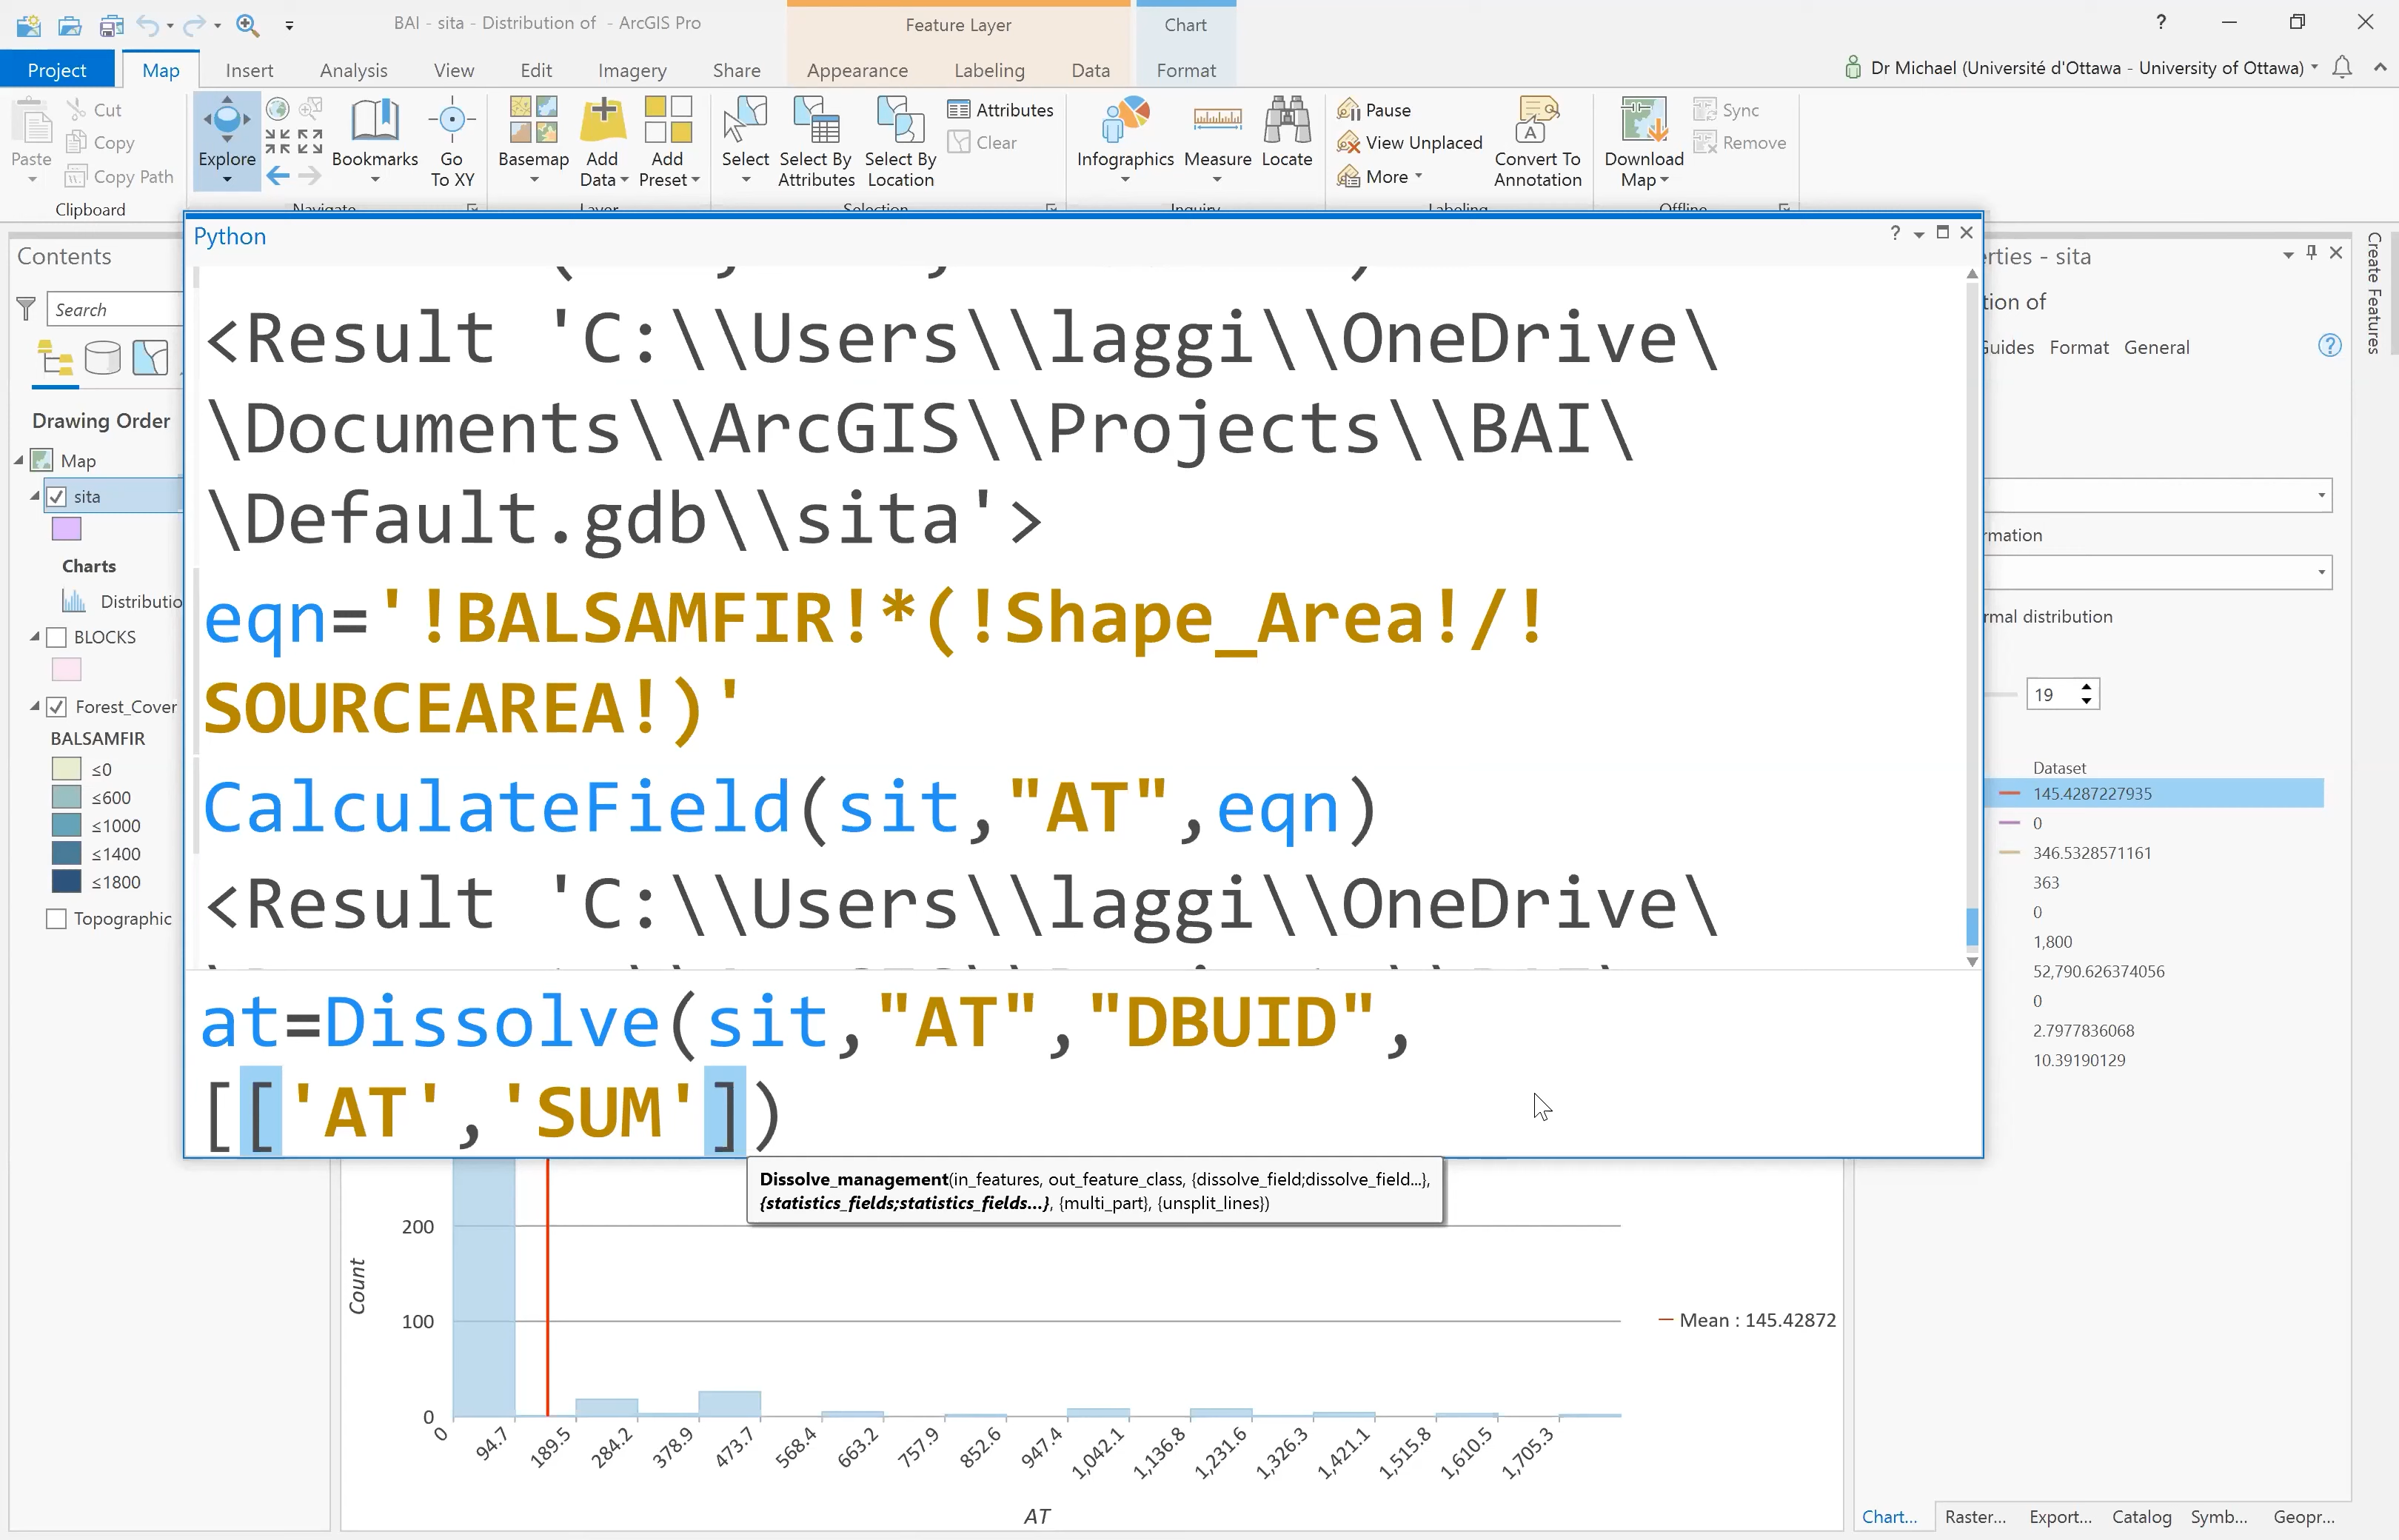 BAI - sita - Distribution of - ArcGIS Pro
Feature Layer
Chart
?
Project
Map
Insert
Analysis
View
Edit
Imagery
Share
Appearance
Labeling
Data
Format
Dr Michael (Université d'Ottawa - University of Ottawa)
Paste
Cut
Copy
Copy Path
Clipboard
Explore
Bookmarks
Go
To XY
Navigate
Basemap
Add
Data
Add
Preset
Layer
Select
Select By
Attributes
Select By
Location
Attributes
Clear
Selection
Infographics
Measure
Locate
Inquiry
Pause
View Unplaced
More
Convert To
Annotation
Labeling
Download
Map
Sync
Remove
Offline
Contents
Search
Drawing Order
Map
sita
Charts
Distributio
BLOCKS
Forest_Cover
BALSAMFIR
≤0
≤600
≤1000
≤1400
≤1800
Topographic
Python
?
<Result 'C:\\Users\\laggi\\OneDrive\
\Documents\\ArcGIS\\Projects\\BAI\
\Default.gdb\\sita'>
eqn='!BALSAMFIR!*(!Shape_Area!/!
SOURCEAREA!)'
CalculateField(sit,"AT",eqn)
<Result 'C:\\Users\\laggi\\OneDrive\
at=Dissolve(sit,"AT","DBUID",
[['AT','SUM'])
Dissolve_management(in_features, out_feature_class, {dissolve_field;dissolve_field...},
{statistics_fields;statistics_fields...}, {multi_part}, {unsplit_lines})
200
100
0
Count
0
94.7
189.5
284.2
378.9
473.7
568.4
663.2
757.9
852.6
947.4
1,042.1
1,136.8
1,231.6
1,326.3
1,421.1
1,515.8
1,610.5
1,705.3
AT
Mean : 145.42872
rties - sita
tion of
Guides
Format
General
?
rmation
rmal distribution
19
Dataset
145.4287227935
0
346.5328571161
363
0
1,800
52,790.626374056
0
2.7977836068
10.39190129
Create Features
Chart...
Raster...
Export...
Catalog
Symb...
Geopr...